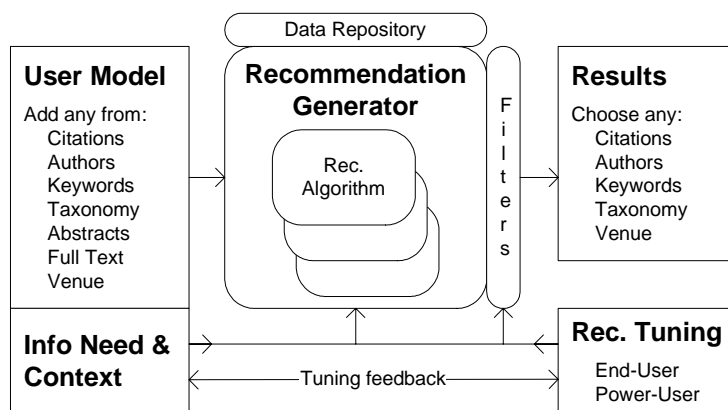 Data Repository
User Model
Add any from:
Citations
Authors
Keywords
Taxonomy
Abstracts
Full Text
Venue
Recommendation
Generator
Rec.
Algorithm
Filters
Results
Choose any:
Citations
Authors
Keywords
Taxonomy
Venue
Info Need &
Context
Tuning feedback
Rec. Tuning
End-User
Power-User